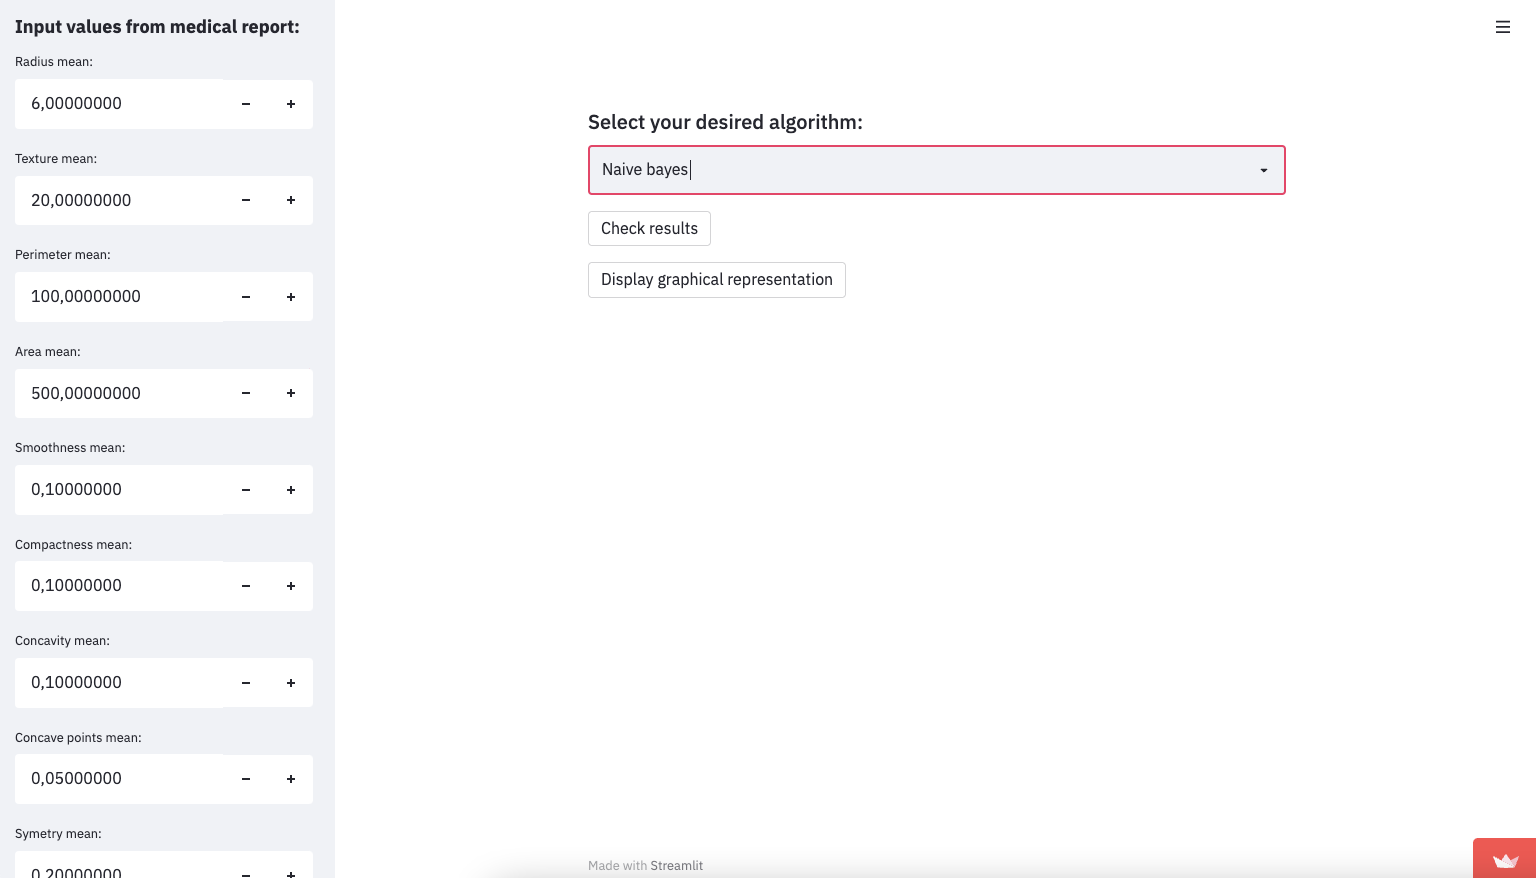 Input values from medical report:
Radius mean:
6,00000000
Texture mean:
20,00000000
Perimeter mean:
100,00000000
Area mean:
500,00000000
Smoothness mean:
0,10000000
Compactness mean:
0,10000000
Concavity mean:
0,10000000
Concave points mean:
0,05000000
Symetry mean:
0,20000000
Select your desired algorithm:
Naive bayes
Check results
Display graphical representation
Made with Streamlit